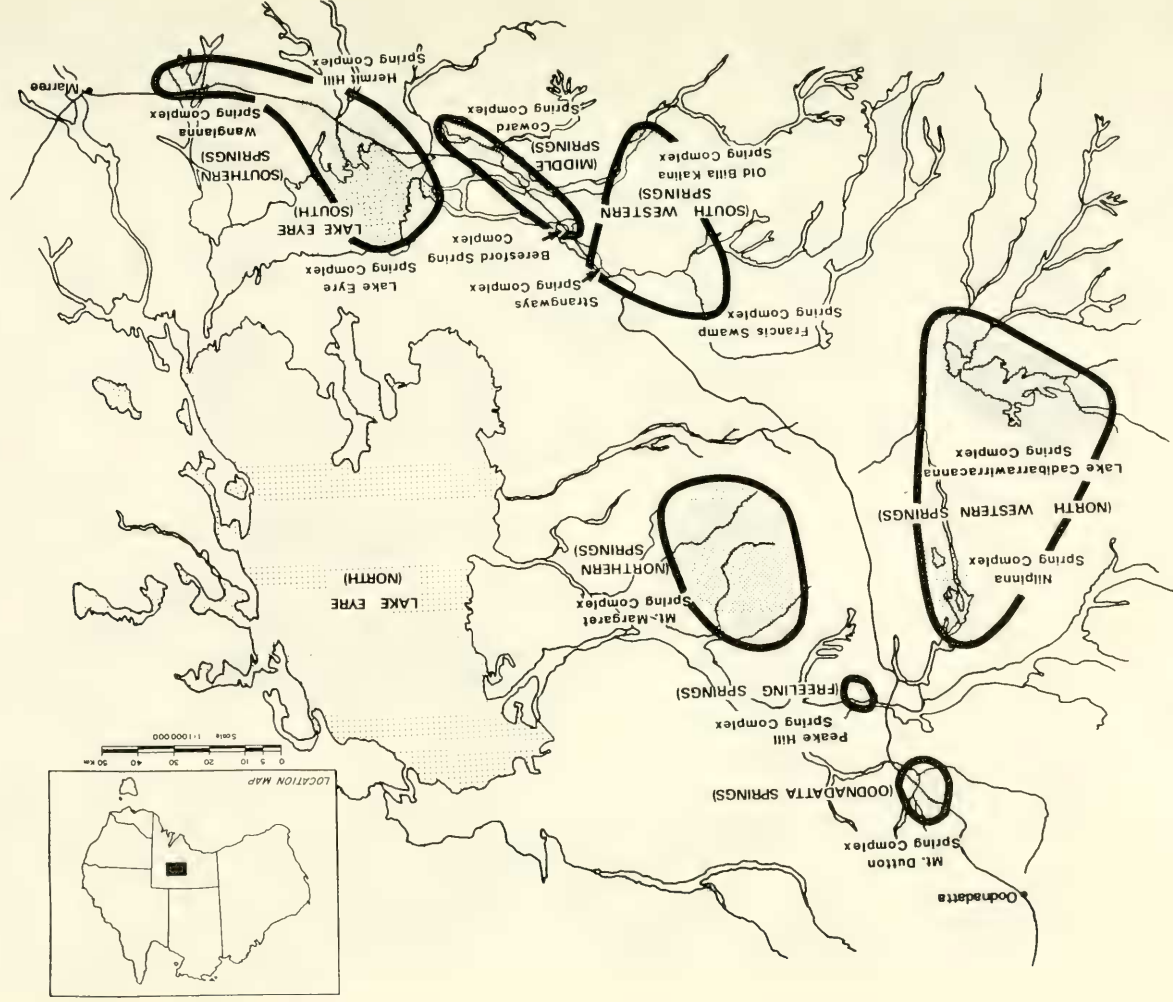 Oodnadatta
Mt. Dutton
Spring Complex
(OODNADATTA SPRINGS)
LOCATION MAP
0 5 10 20 30 40 50 Km
Scale 1:1000000
Peake Hill
Spring Complex
(FREELING SPRINGS)
Nilpinna
Spring Complex
(NORTH WESTERN SPRINGS)
Lake Cadibarrawirracanna
Spring Complex
Mt. Margaret
Spring Complex
(NORTHERN
SPRINGS)
LAKE EYRE
(NORTH)
Francis Swamp
Spring Complex
Strangways
Spring Complex
Beresford Spring
Complex
Lake Eyre
Spring Complex
(SOUTH WESTERN
SPRINGS)
Old Billa Kalina
Spring Complex
LAKE EYRE
(SOUTH)
(MIDDLE
SPRINGS)
Coward
Spring Complex
(SOUTHERN
SPRINGS)
Wangianna
Spring Complex
Hermit Hill
Spring Complex
Marree